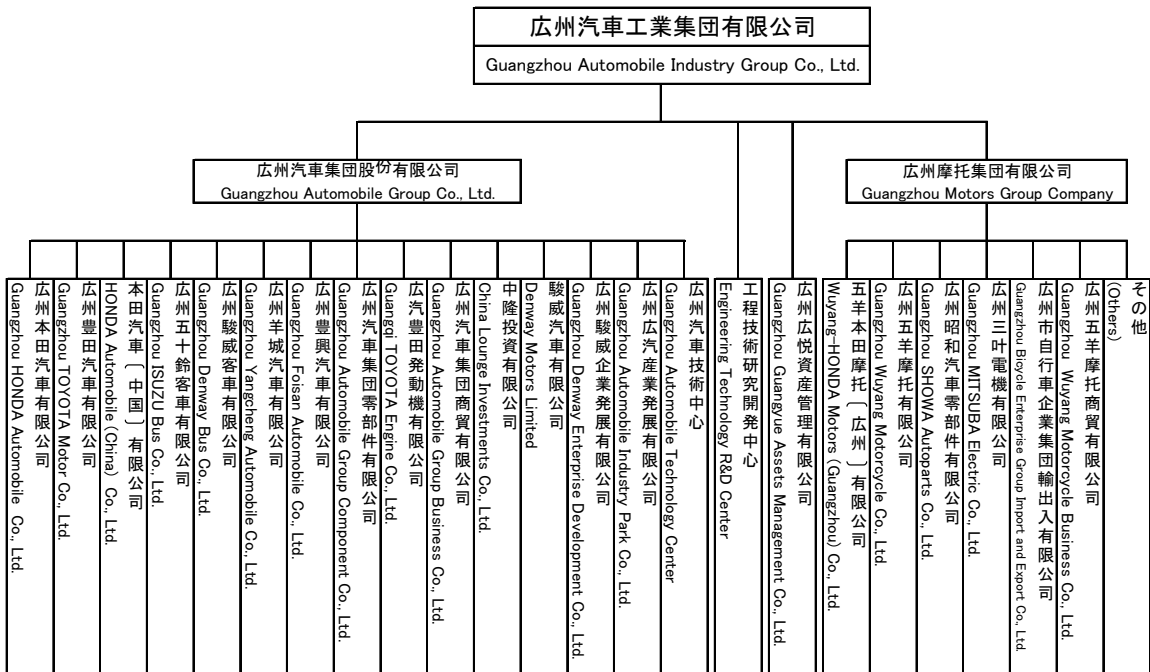 広州汽車工業集団有限公司
Guangzhou Automobile Industry Group Co., Ltd.
広州汽車集団股份有限公司
Guangzhou Automobile Group Co., Ltd.
広州摩托集団有限公司
Guangzhou Motors Group Company
広州本田汽車有限公司
Guangzhou HONDA Automobile Co., Ltd.
広州豊田汽車有限公司
Guangzhou TOYOTA Motor Co., Ltd.
本田汽車〔中国〕有限公司
HONDA Automobile (China) Co., Ltd.
広州五十鈴客車有限公司
Guangzhou ISUZU Bus Co., Ltd.
広州駿威客車有限公司
Guangzhou Denway Bus Co., Ltd.
広州羊城汽車有限公司
Guangzhou Yangcheng Automobile Co., Ltd.
広州豊興汽車有限公司
Guangzhou Foisan Automobile Co., Ltd.
広州汽車集団零部件有限公司
Guangzhou Automobile Group Component Co., Ltd.
広汽豊田発動機有限公司
Guangqi TOYOTA Engine Co., Ltd.
広州汽車集団商貿有限公司
Guangzhou Automobile Group Business Co., Ltd.
中隆投資有限公司
China Lounge Investments Co., Ltd.
駿威汽車有限公司
Denway Motors Limited
広州駿威企業発展有限公司
Guangzhou Denway Enterprise Development Co., Ltd.
広州広汽産業発展有限公司
Guangzhou Automobile Industry Park Co., Ltd.
広州汽車技術中心
Guangzhou Automobile Technology Center
工程技術研究開発中心
Engineering Technology R&D Center
広州広悦資産管理有限公司
Guangzhou Guangyue Assets Management Co., Ltd.
五羊本田摩托〔広州〕有限公司
Wuyang-HONDA Motors (Guangzhou) Co., Ltd.
広州五羊摩托有限公司
Guangzhou Wuyang Motorcycle Co., Ltd.
広州昭和汽車零部件有限公司
Guangzhou SHOWA Autoparts Co., Ltd.
広州三叶電機有限公司
Guangzhou MITSUBA Electric Co., Ltd.
広州市自行車企業集団輸出入有限公司
Guangzhou Bicycle Enterprise Group Import and Export Co., Ltd.
広州五羊摩托商貿有限公司
Guangzhou Wuyang Motorcycle Business Co., Ltd.
その他
(Others)